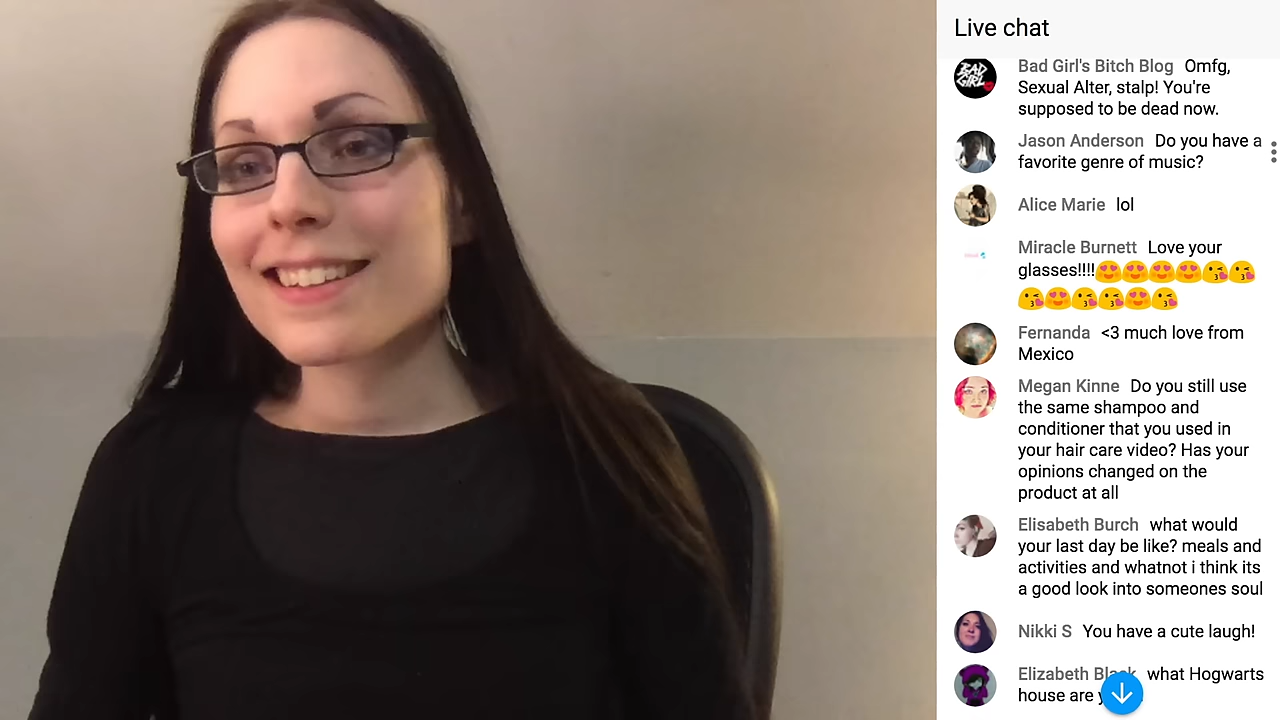 Live chat
BAD
GIRL
Bad Girl's Bitch Blog Omfg,
Sexual Alter, stalp! You're
supposed to be dead now.
Jason Anderson Do you have a
favorite genre of music?
Alice Marie lol
Miracle Burnett Love your
glasses!!!!😍😍😍😍😘😘
😘😍😘😘😍😘
Fernanda <3 much love from
Mexico
Megan Kinne Do you still use
the same shampoo and
conditioner that you used in
your hair care video? Has your
opinions changed on the
product at all
Elisabeth Burch what would
your last day be like? meals and
activities and whatnot i think its
a good look into someones soul
Nikki S You have a cute laugh!
Elizabeth Black what Hogwarts
house are